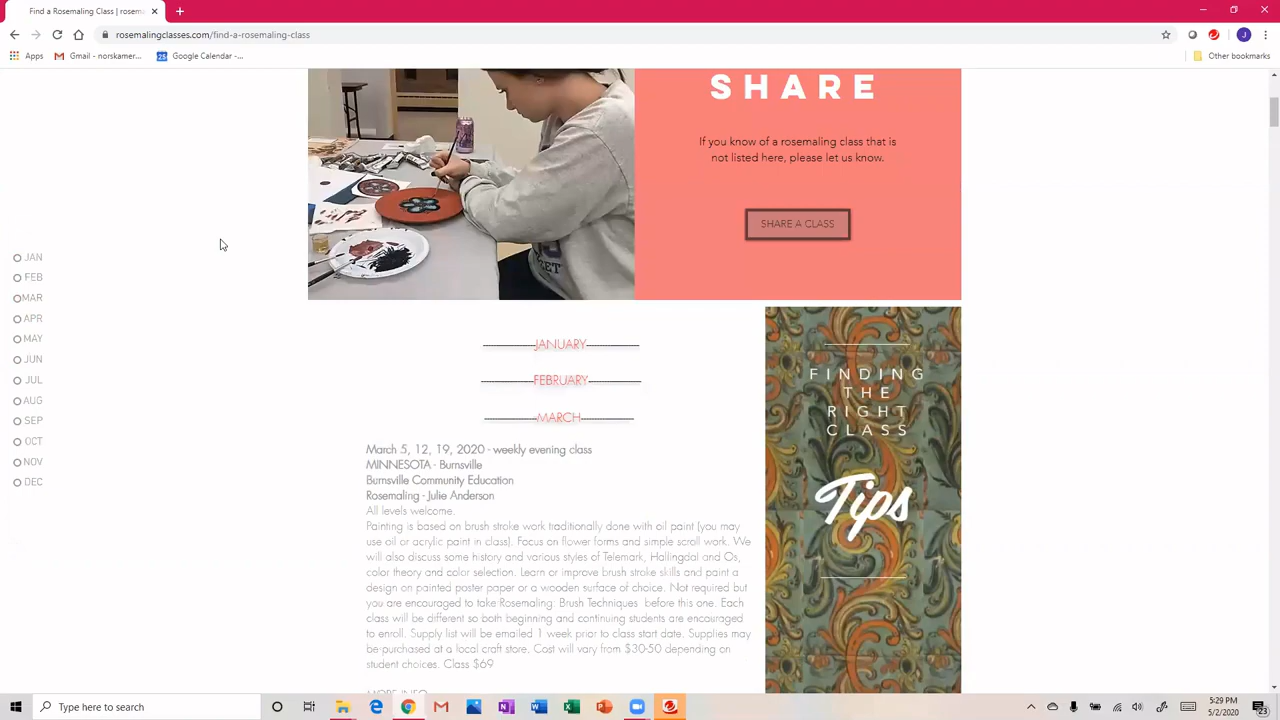 Find a Rosemaling Class | rosem
rosemalingclasses.com/find-a-rosemaling-class
Apps
Gmail - norskamer...
Google Calendar -...
Other bookmarks
SHARE
If you know of a rosemaling class that is
not listed here, please let us know.
SHARE A CLASS
JAN
FEB
MAR
APR
MAY
JUN
JUL
AUG
SEP
OCT
NOV
DEC
JANUARY
FEBRUARY
MARCH
March 5, 12, 19, 2020 - weekly evening class
MINNESOTA - Burnsville
Burnsville Community Education
Rosemaling - Julie Anderson
All levels welcome.
Painting is based on brush stroke work traditionally done with oil paint (you may
use oil or acrylic paint in class). Focus on flower forms and simple scroll work. We
will also discuss some history and various styles of Telemark, Hallingdal and Os,
color theory and color selection. Learn or improve brush stroke skills and paint a
design on painted poster paper or a wooden surface of choice. Not required but
you are encouraged to take Rosemaling: Brush Techniques before this one. Each
class will be different so both beginning and continuing students are encouraged
to enroll. Supply list will be emailed 1 week prior to class start date. Supplies may
be purchased at a local craft store. Cost will vary from $30-50 depending on
student choices. Class $69
MORE INFO
FINDING
THE
RIGHT
CLASS
Tips
Type here to search
5:29 PM
5/2/2020
23